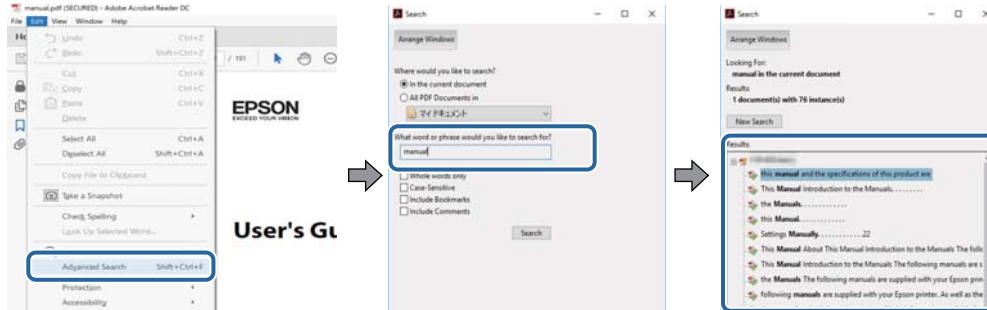 manual.pdf (SECURED) - Adobe Acrobat Reader DC
File Edit View Window Help
Undo Ctrl+Z
Redo Shift+Ctrl+Z
Cut Ctrl+X
Copy Ctrl+C
Paste Ctrl+V
Delete
Select All Ctrl+A
Deselect All Shift+Ctrl+A
Copy File to Clipboard
Take a Snapshot
Check Spelling
Look Up Selected Word...
Advanced Search Shift+Ctrl+F
Protection
Accessibility
/ 191
EPSON
EXCEED YOUR VISION
User's Gu
Search
Arrange Windows
Where would you like to search?
In the current document
All PDF Documents in
マイ ドキュメント
What word or phrase would you like to search for?
manual
Whole words only
Case-Sensitive
Include Bookmarks
Include Comments
Search
Search
Arrange Windows
Looking For:
manual in the current document
Results:
1 document(s) with 76 instance(s)
New Search
Results:
this manual and the specifications of this product are
This Manual Introduction to the Manuals. . . . . . . . .
the Manuals. . . . . . . . . . . . .
this Manual. . . . . . . . . . . . .
Settings Manually. . . . . . . . . . . . .22
This Manual About This Manual Introduction to the Manuals The follo
This Manual Introduction to the Manuals The following manuals are s
the Manuals The following manuals are supplied with your Epson prin
following manuals are supplied with your Epson printer. As well as the